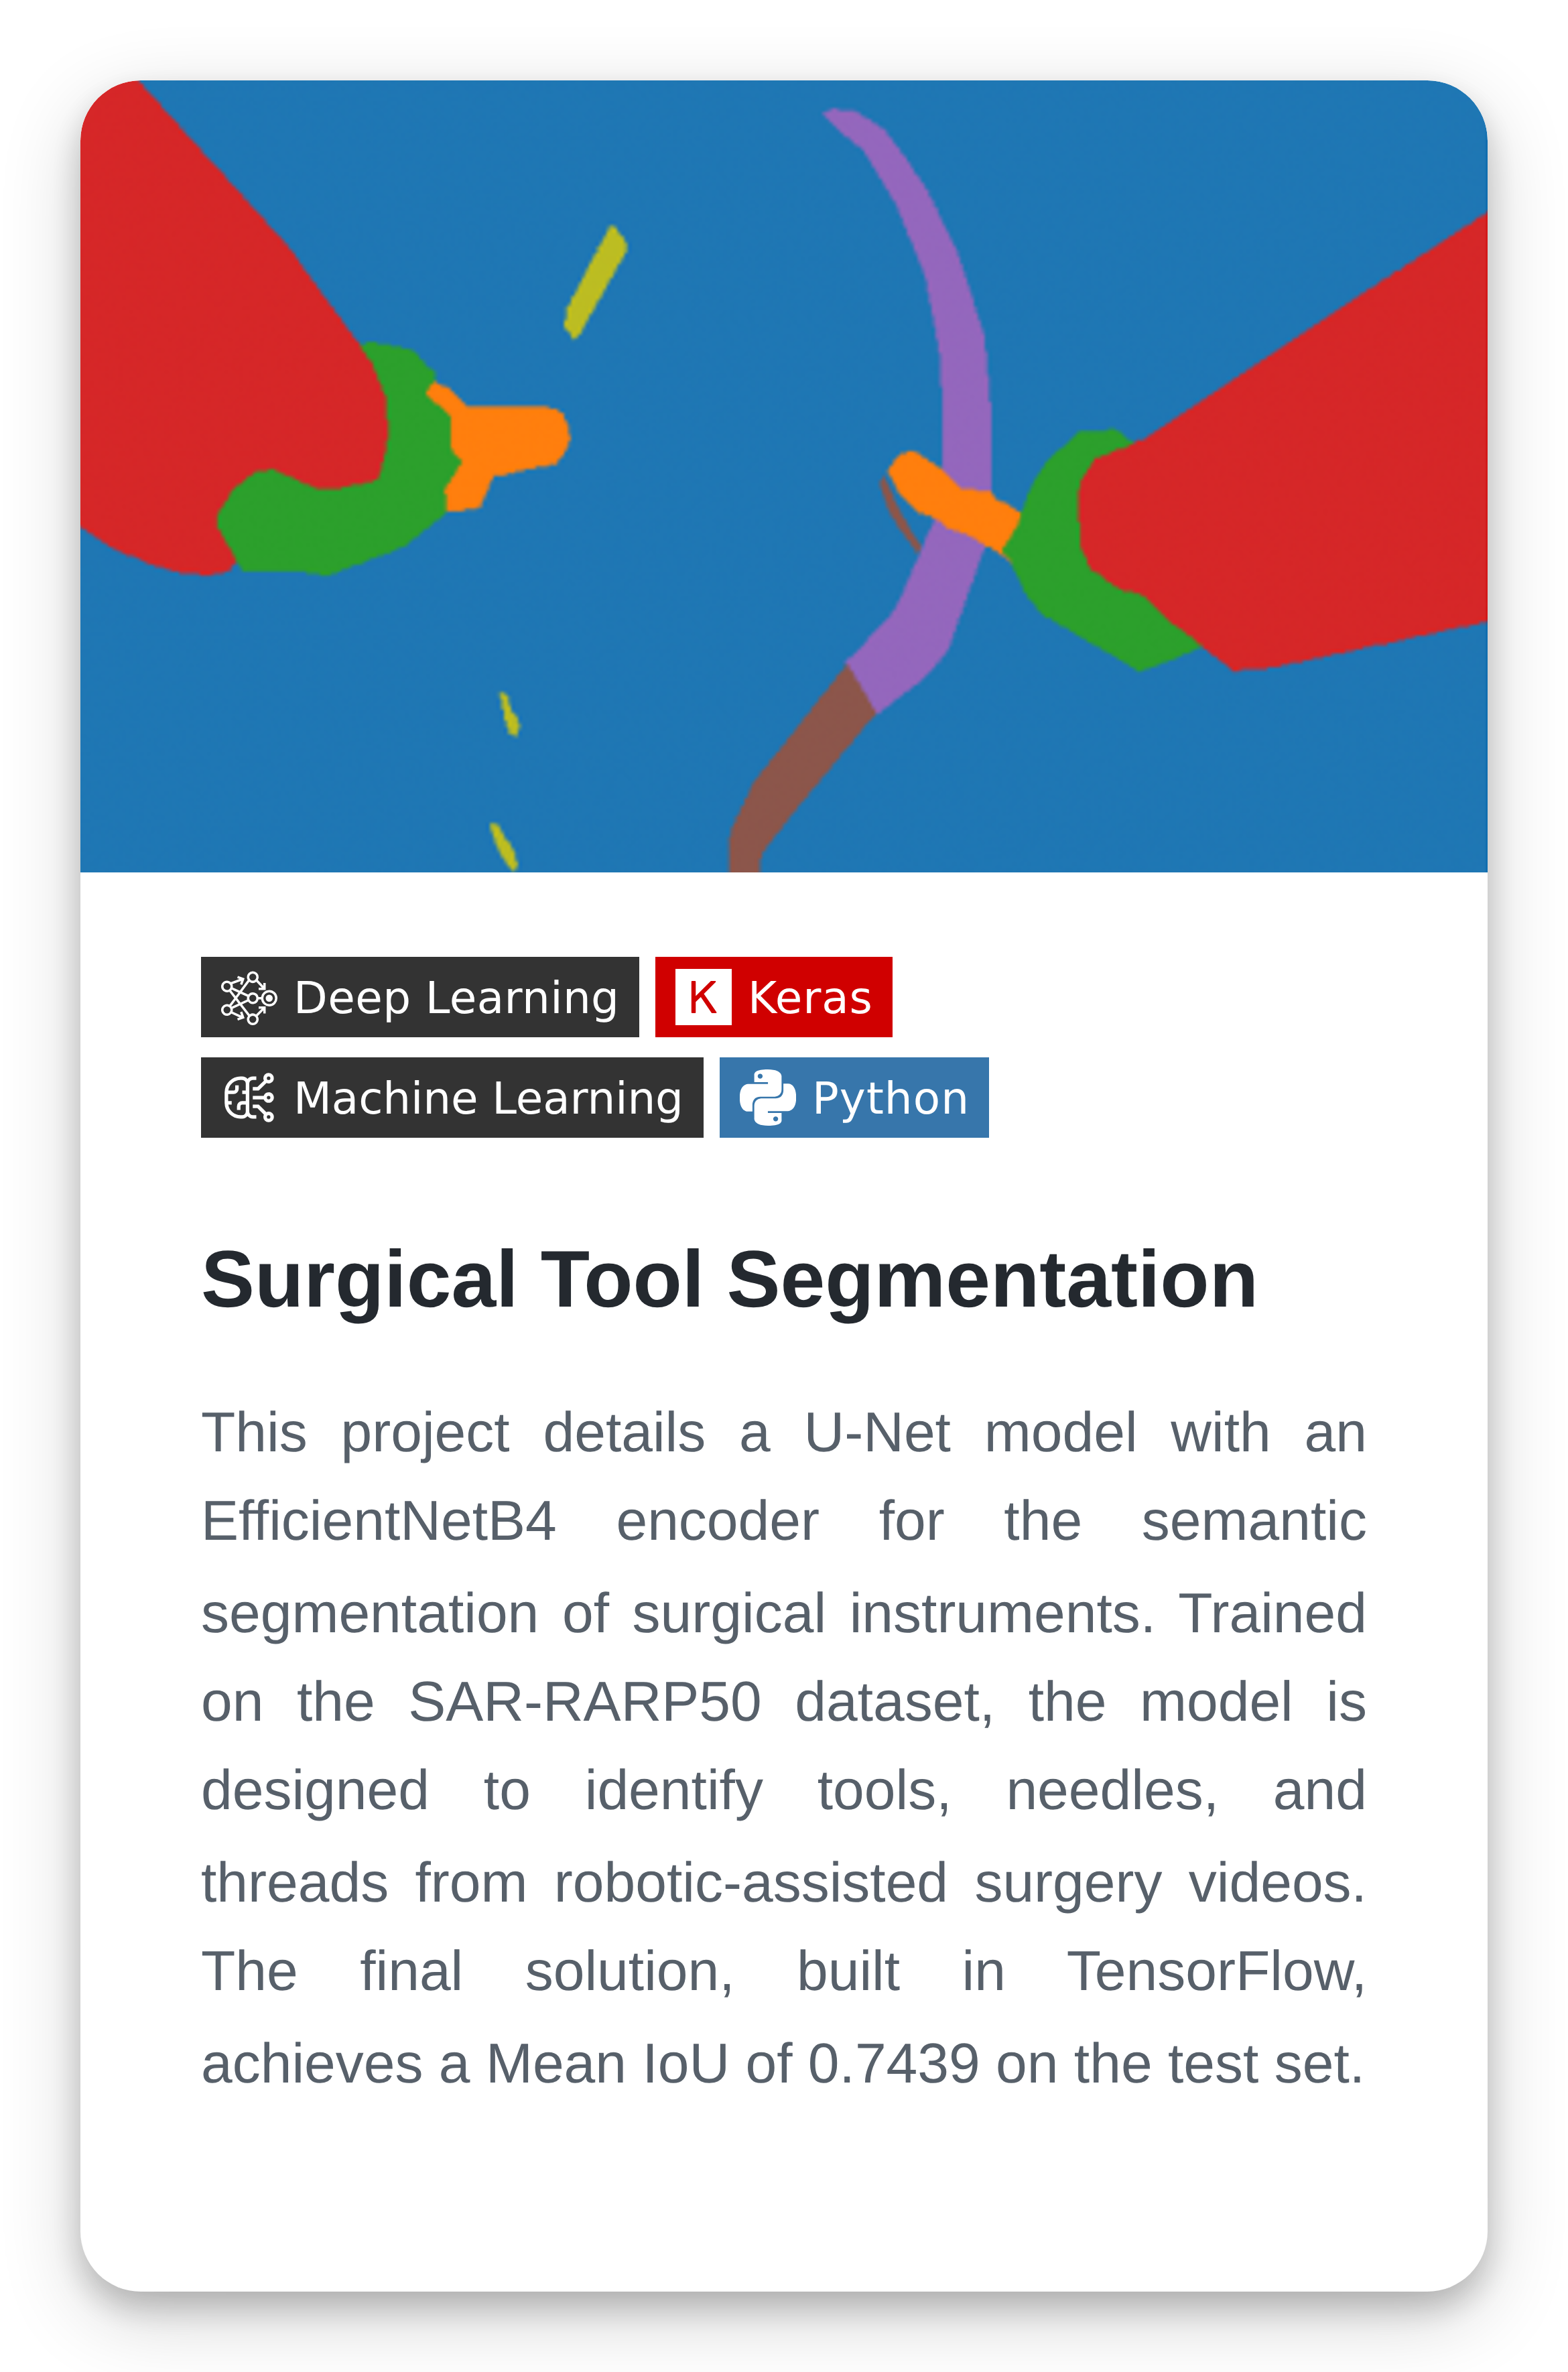 Deep Learning
K Keras
Machine Learning
Python
Surgical Tool Segmentation
This project details a U-Net model with an
EfficientNetB4 encoder for the semantic
segmentation of surgical instruments. Trained
on the SAR-RARP50 dataset, the model is
designed to identify tools, needles, and
threads from robotic-assisted surgery videos.
The final solution, built in TensorFlow,
achieves a Mean IoU of 0.7439 on the test set.